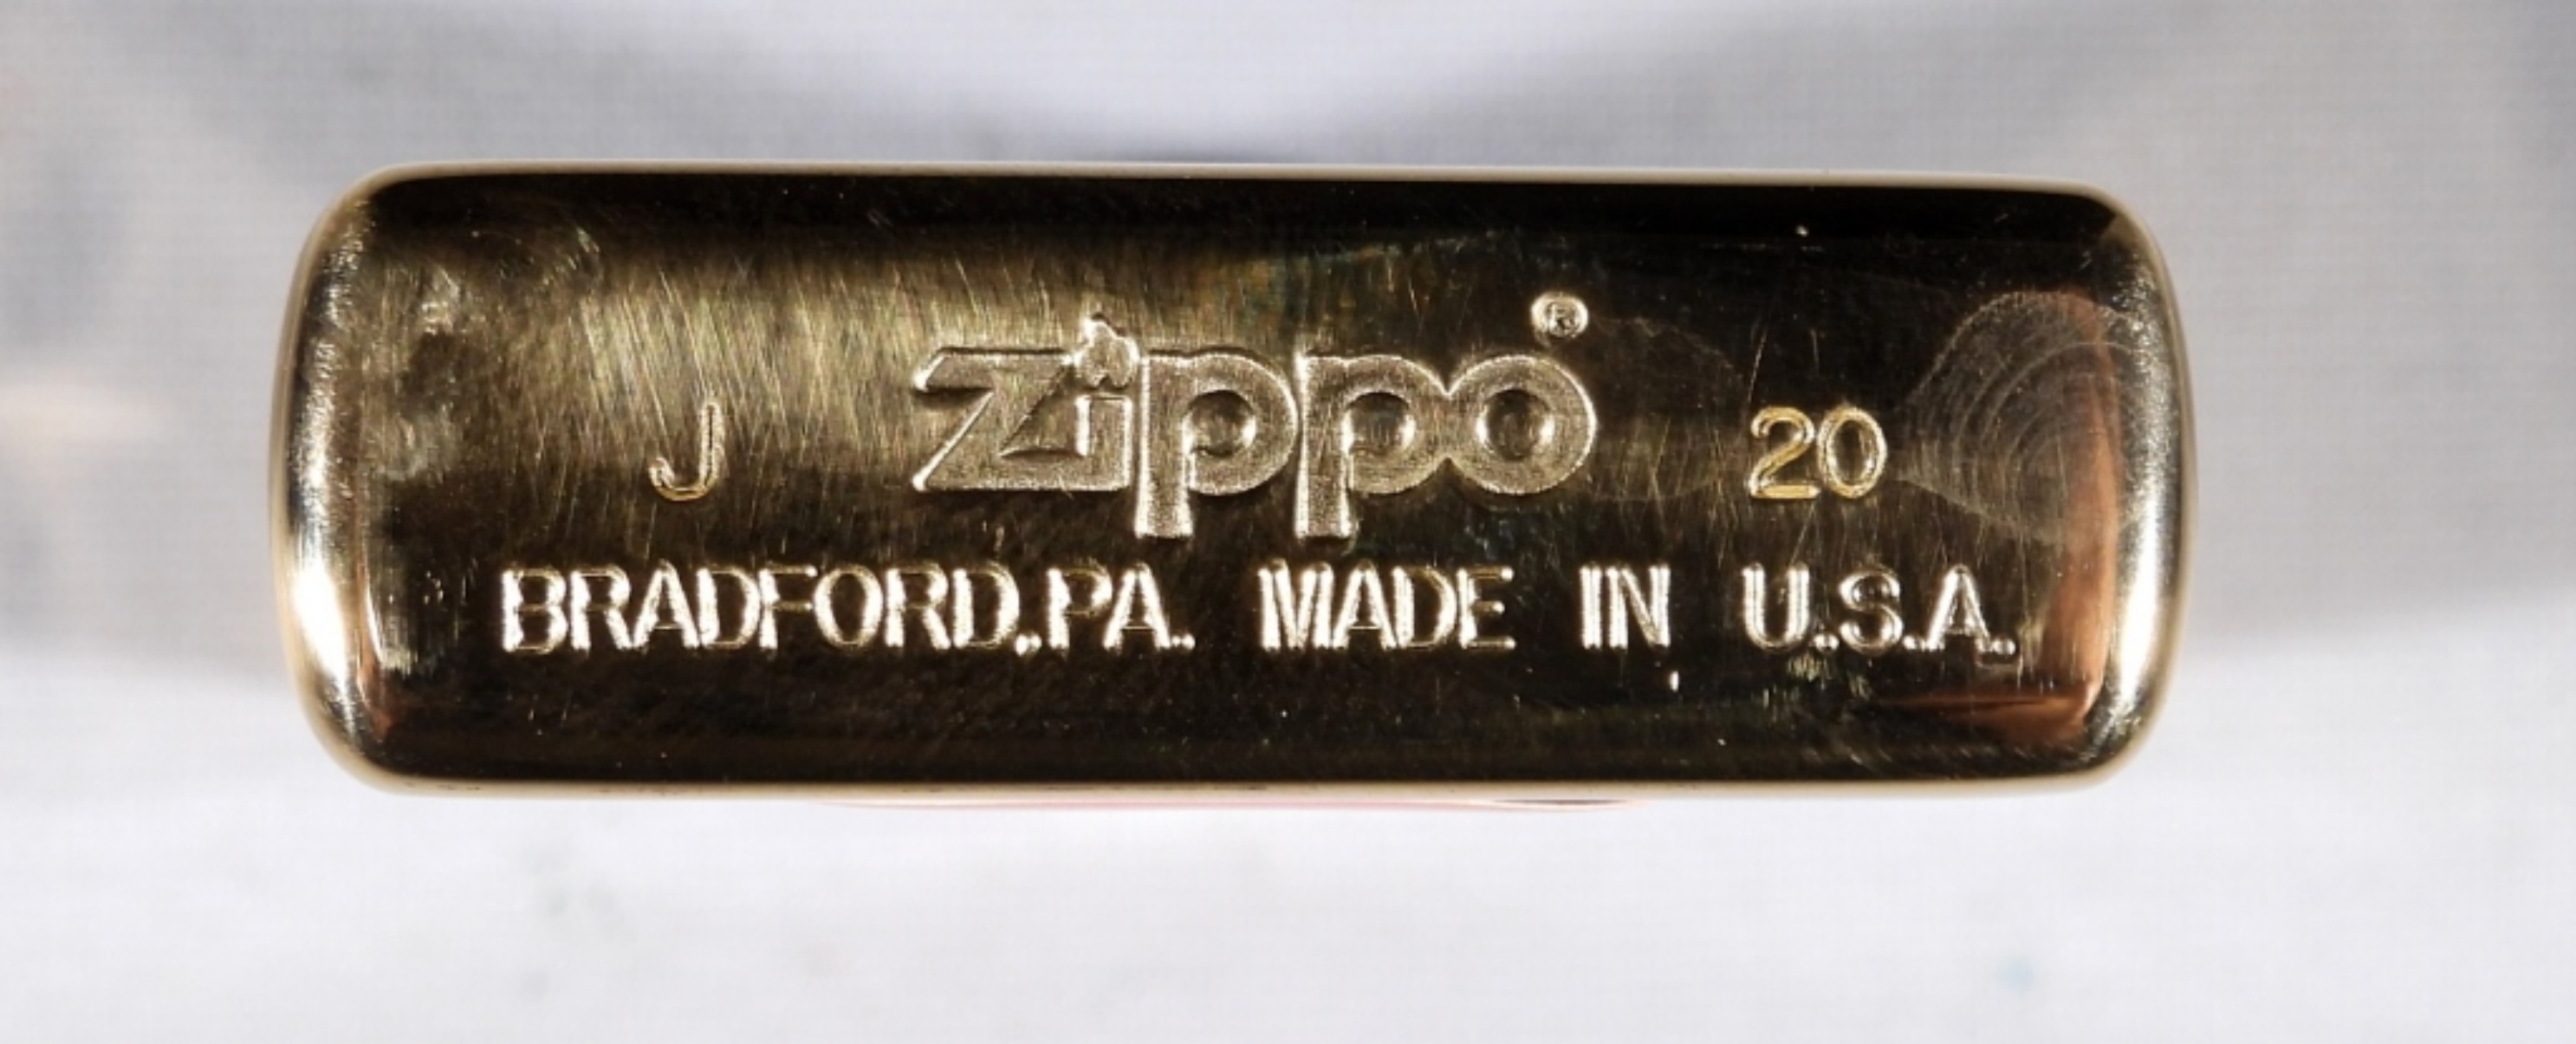 J Zippo® 20
BRADFORD,PA. MADE IN U.S.A.